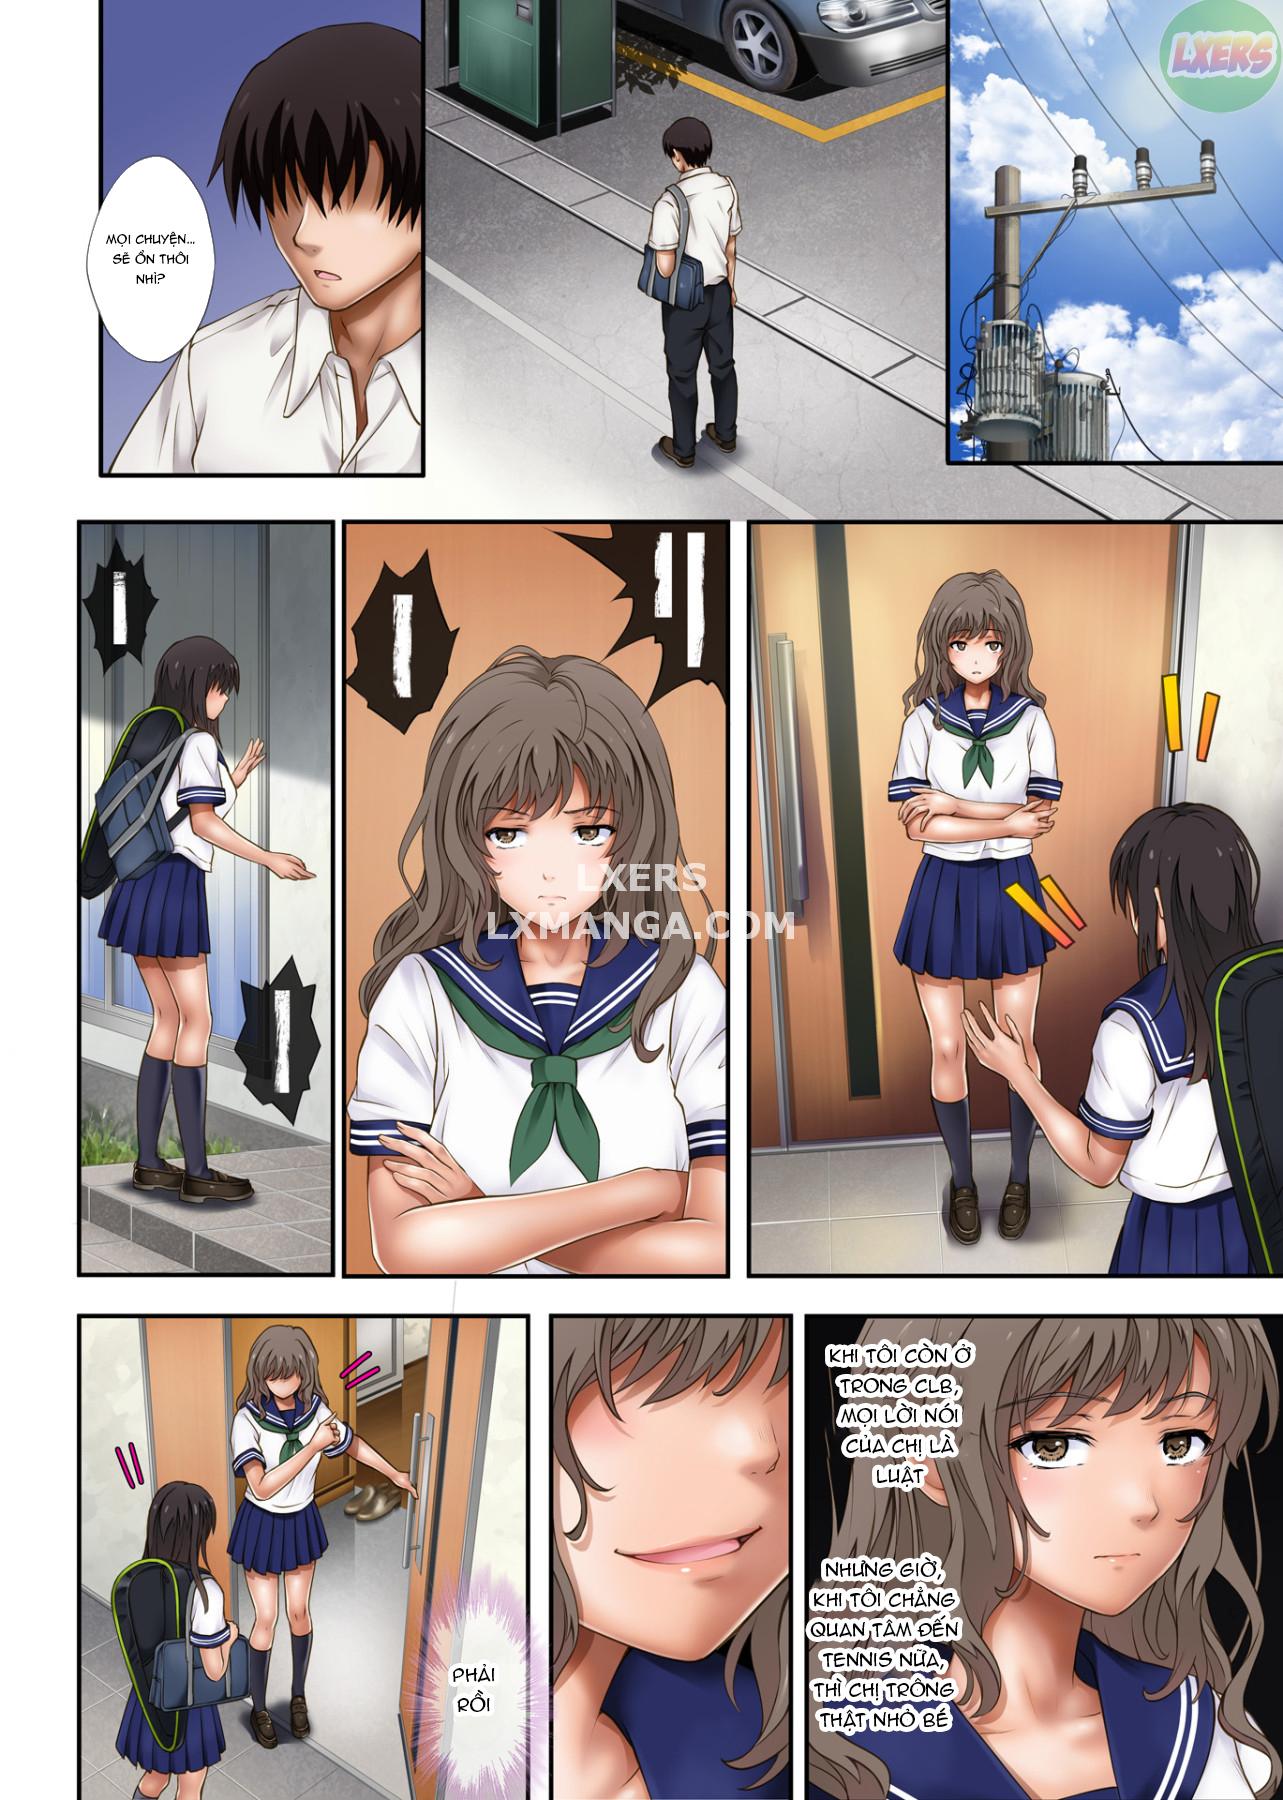 LXERS
MỌI CHUYỆN...
SẼ ỔN THÔI
NHỈ?
LXERS
LXMANGA.COM
KHI TÔI CÒN Ở
TRONG CLB,
MỌI LỜI NÓI
CỦA CHỊ LÀ
LUẬT
NHƯNG GIỜ,
KHI TÔI CHẲNG
QUAN TÂM ĐẾN
TENNIS NỮA,
THÌ CHỊ TRÔNG
THẬT NHỎ BÉ
PHẢI
RỒI